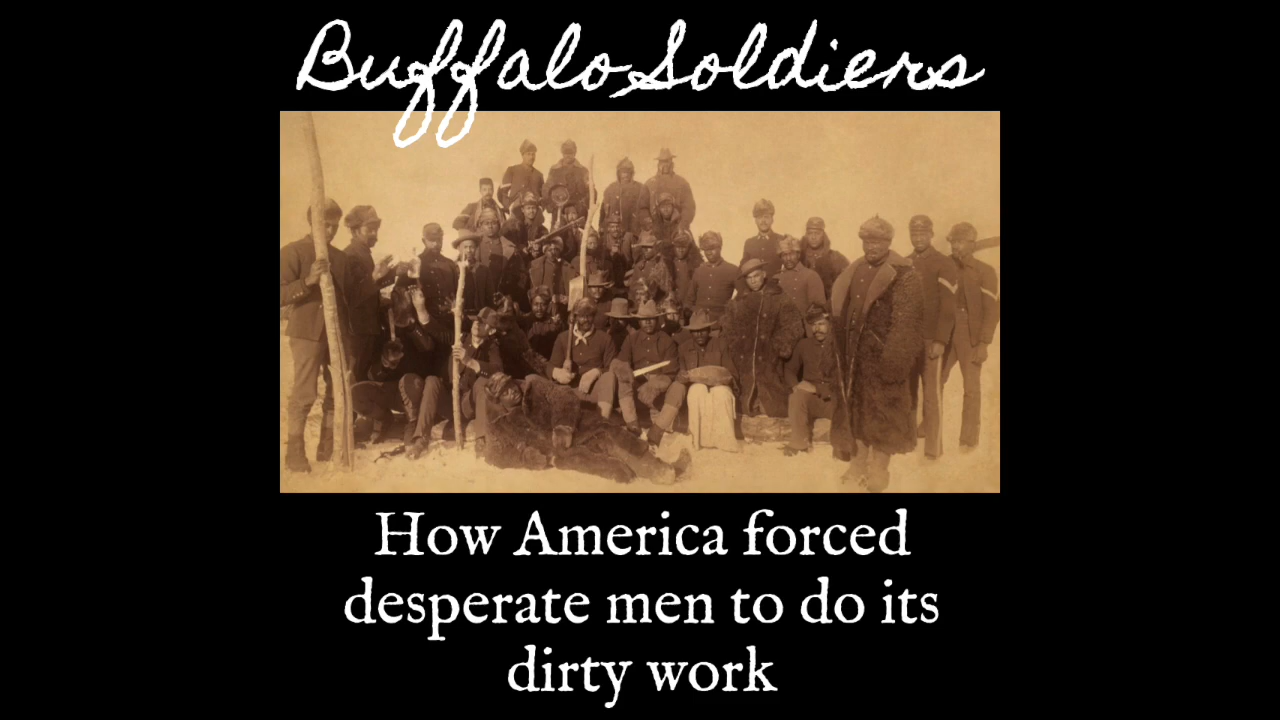 Buffalo Soldiers
How America forced
desperate men to do its
dirty work